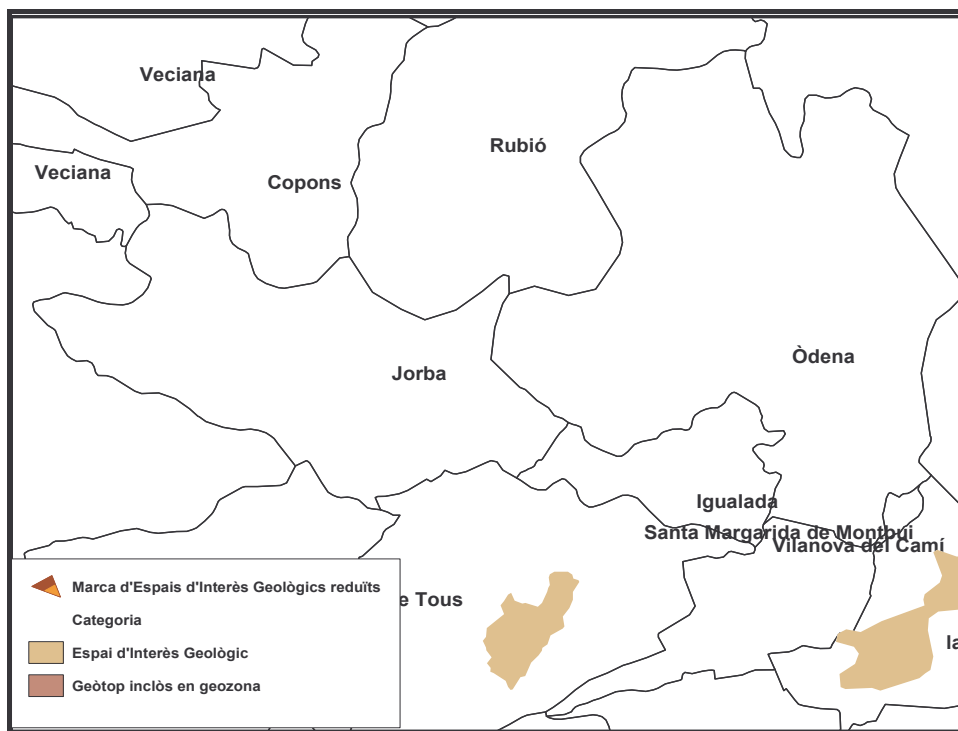 Veciana
Rubió
Veciana
Copons
Òdena
Jorba
Igualada
Santa Margarida de Montbui
Vilanova del Camí
e Tous
la
Marca d'Espais d'Interès Geològics reduïts
Categoria
Espai d'Interès Geològic
Geòtop inclòs en geozona